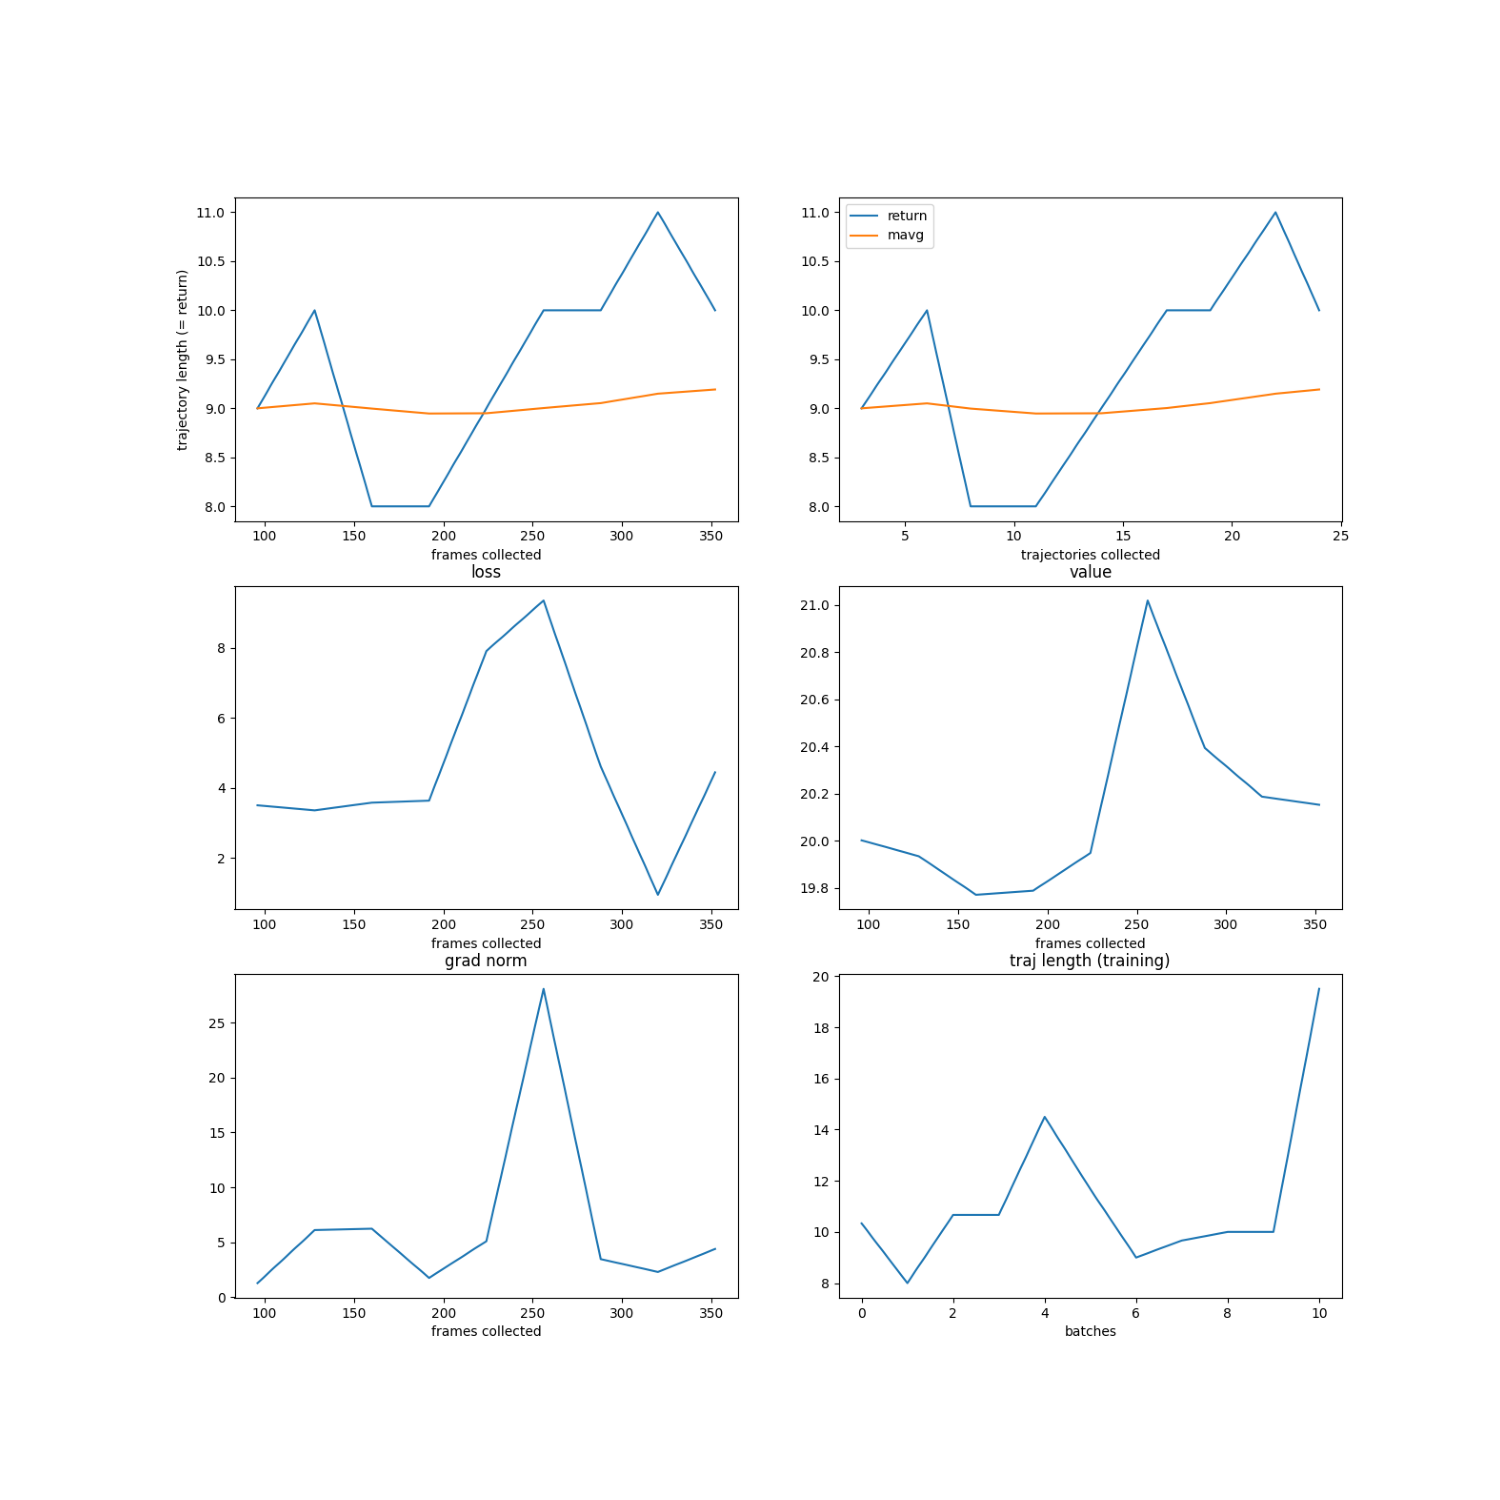 11.0
10.5
10.0
9.5
9.0
8.5
8.0
trajectory length (= return)
100 150 200 250 300 350
frames collected
return
mavg
11.0
10.5
10.0
9.5
9.0
8.5
8.0
5 10 15 20 25
trajectories collected
loss
8
6
4
2
100 150 200 250 300 350
frames collected
value
21.0
20.8
20.6
20.4
20.2
20.0
19.8
100 150 200 250 300 350
frames collected
grad norm
25
20
15
10
5
0
100 150 200 250 300 350
frames collected
traj length (training)
20
18
16
14
12
10
8
0 2 4 6 8 10
batches